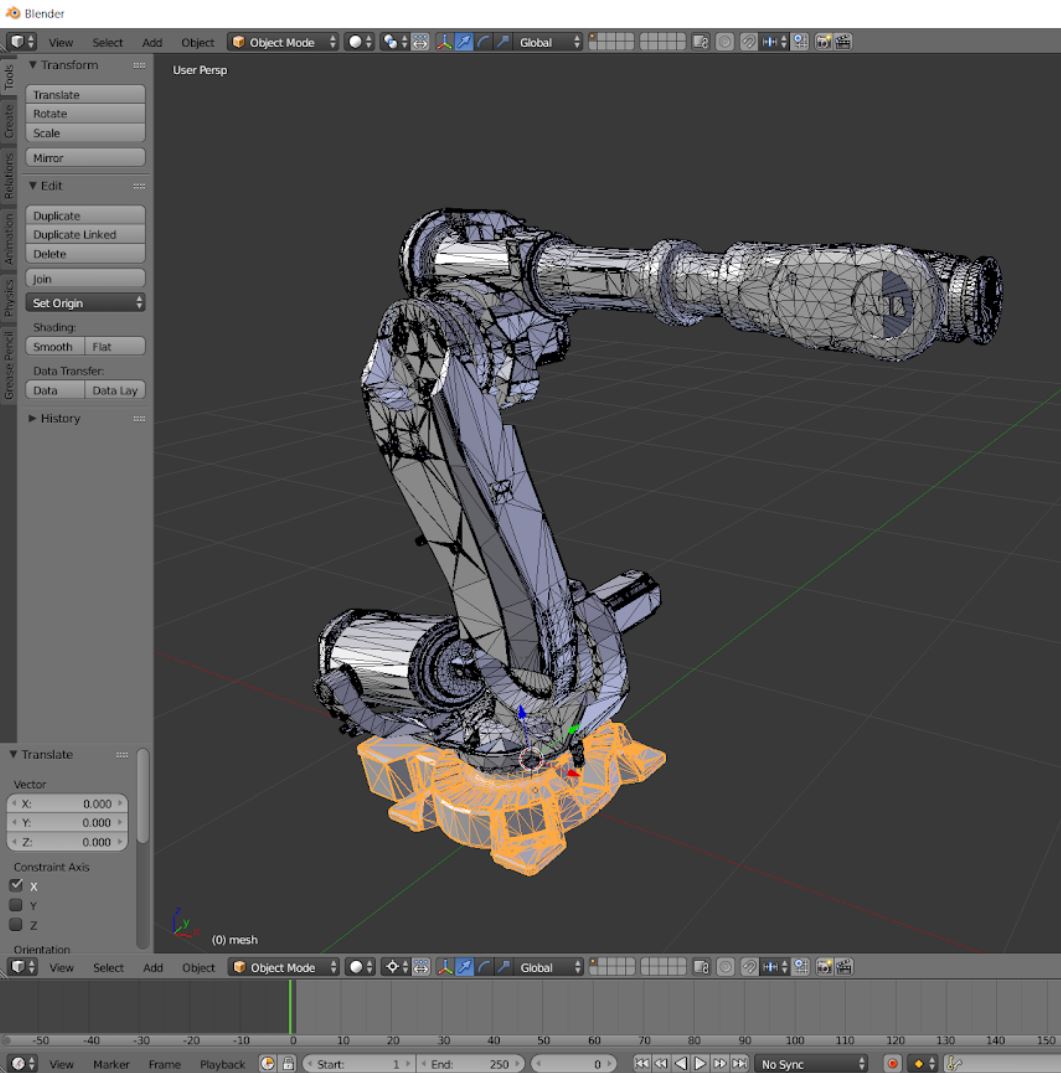 Blender
View Select Add Object Object Mode Global
Tools
Create
Relations
Animation
Physics
Grease Pencil
Transform
Translate
Rotate
Scale
Mirror
Edit
Duplicate
Duplicate Linked
Delete
Join
Set Origin
Shading:
Smooth Flat
Data Transfer:
Data Data Lay
History
User Persp
Translate
Vector
X: 0.000
Y: 0.000
Z: 0.000
Constraint Axis
X
Y
Z
Orientation
z
y
x
(0) mesh
View Select Add Object Object Mode Global
-50 -40 -30 -20 -10 0 10 20 30 40 50 60 70 80 90 100 110 120 130 140 150
View Marker Frame Playback Start: 1 End: 250 0 No Sync